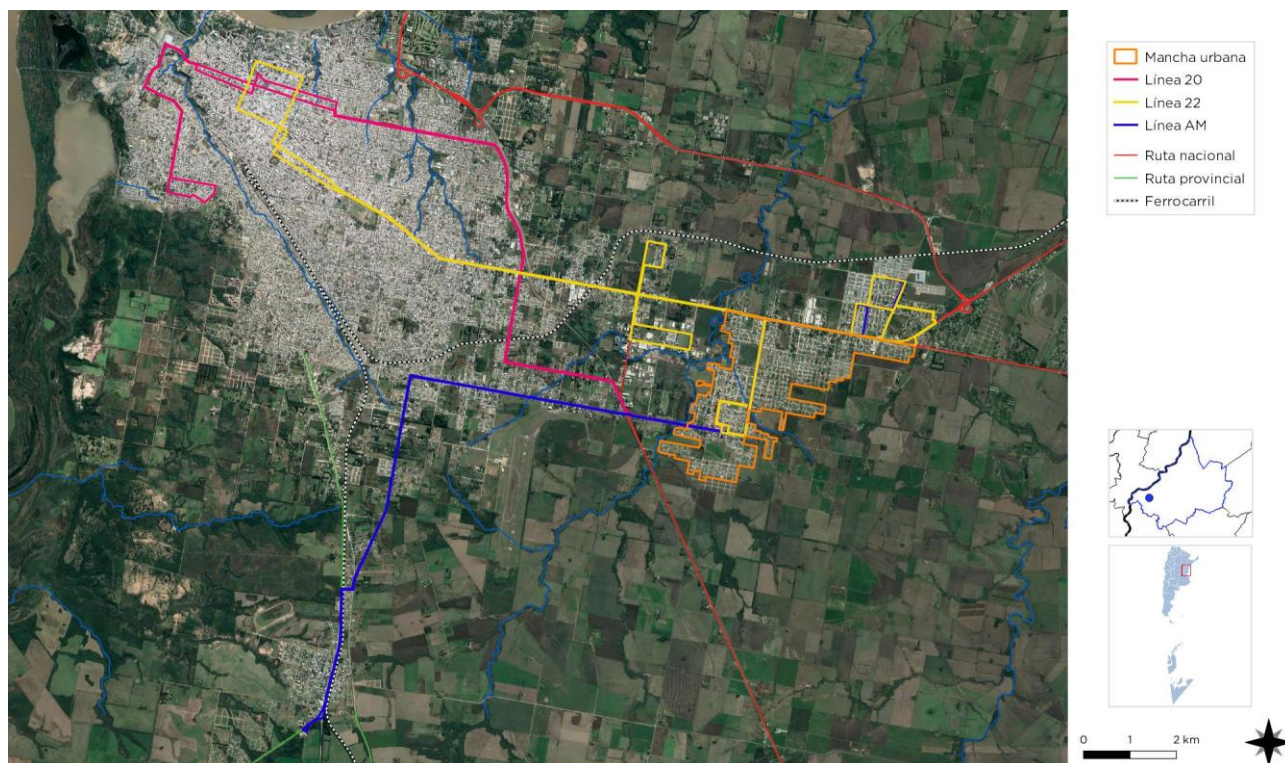 Mancha urbana
Línea 20
Línea 22
Línea AM
Ruta nacional
Ruta provincial
Ferrocarril
0 1 2 km